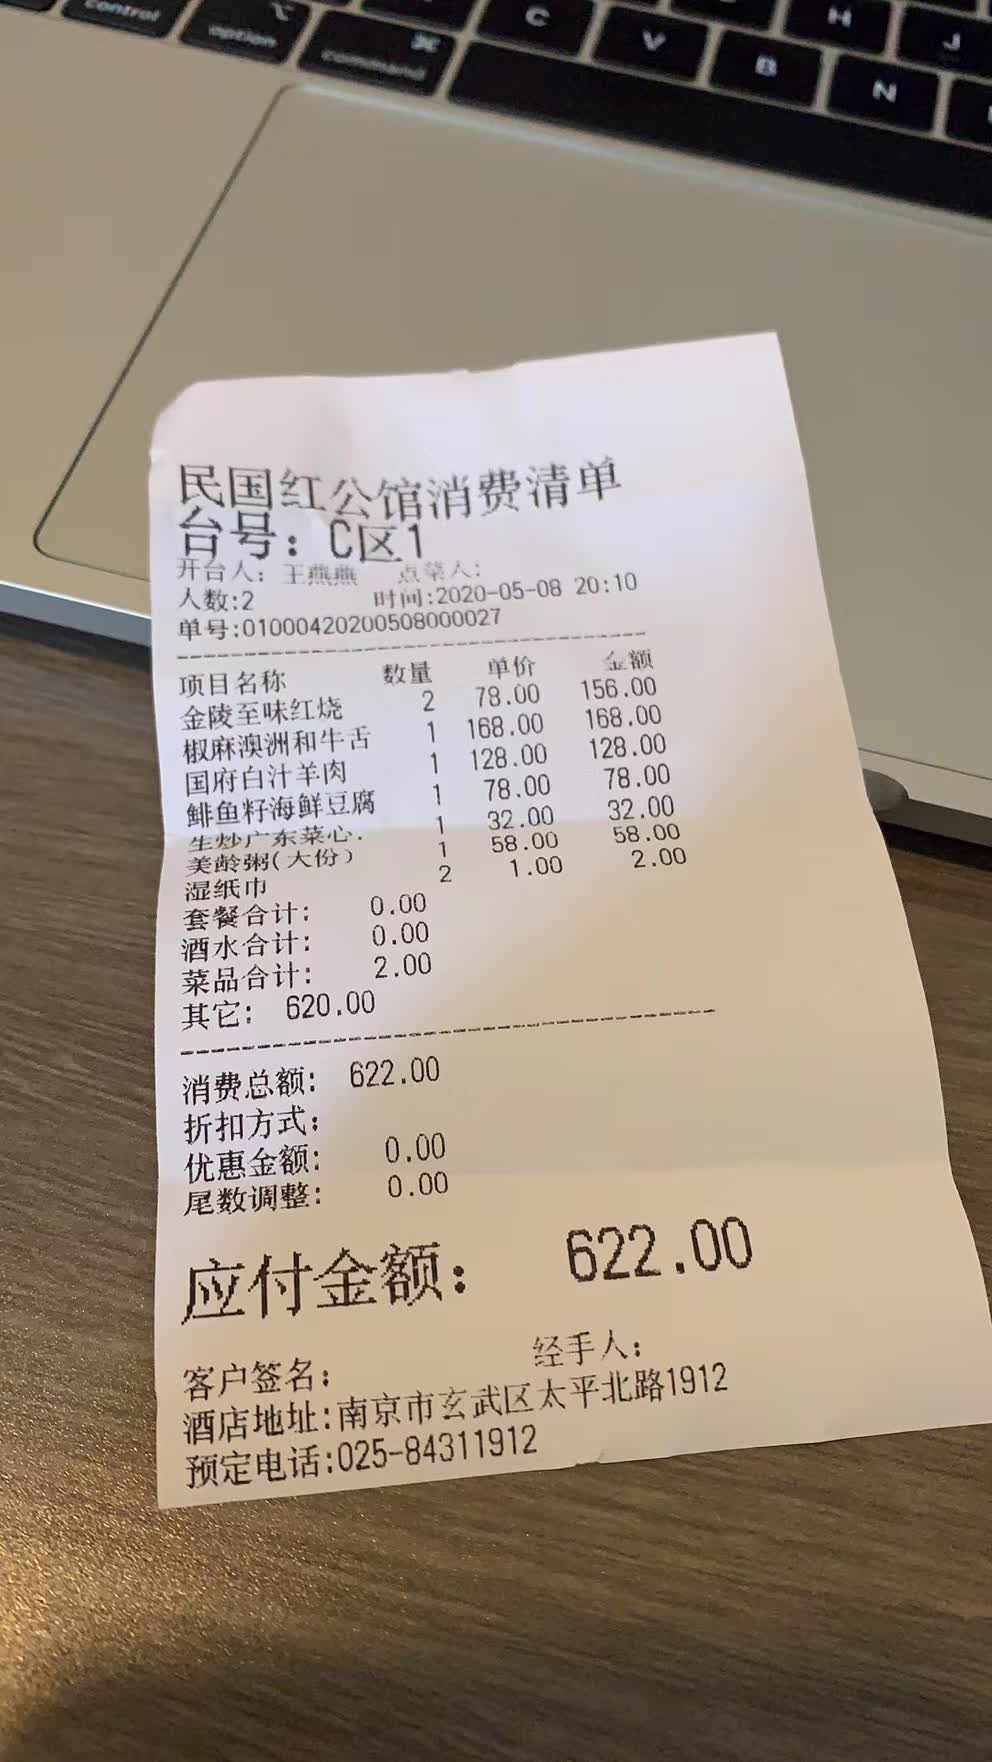 control
option
⌥
command
⌘
C
V
B
H
N
J
民国红公馆消费清单
台号：C区1
开台人：王燕燕 点菜人：
人数:2 时间:2020-05-08 20:10
单号:01000420200508000027
项目名称 数量 单价 金额
金陵至味红烧 2 78.00 156.00
椒麻澳洲和牛舌 1 168.00 168.00
国府白汁羊肉 1 128.00 128.00
鲱鱼籽海鲜豆腐 1 78.00 78.00
生炒广东菜心. 1 32.00 32.00
美龄粥(大份) 1 58.00 58.00
湿纸巾 2 1.00 2.00
套餐合计： 0.00
酒水合计： 0.00
菜品合计： 2.00
其它： 620.00
消费总额： 622.00
折扣方式：
优惠金额： 0.00
尾数调整： 0.00
应付金额： 622.00
客户签名： 经手人：
酒店地址:南京市玄武区太平北路1912
预定电话:025-84311912